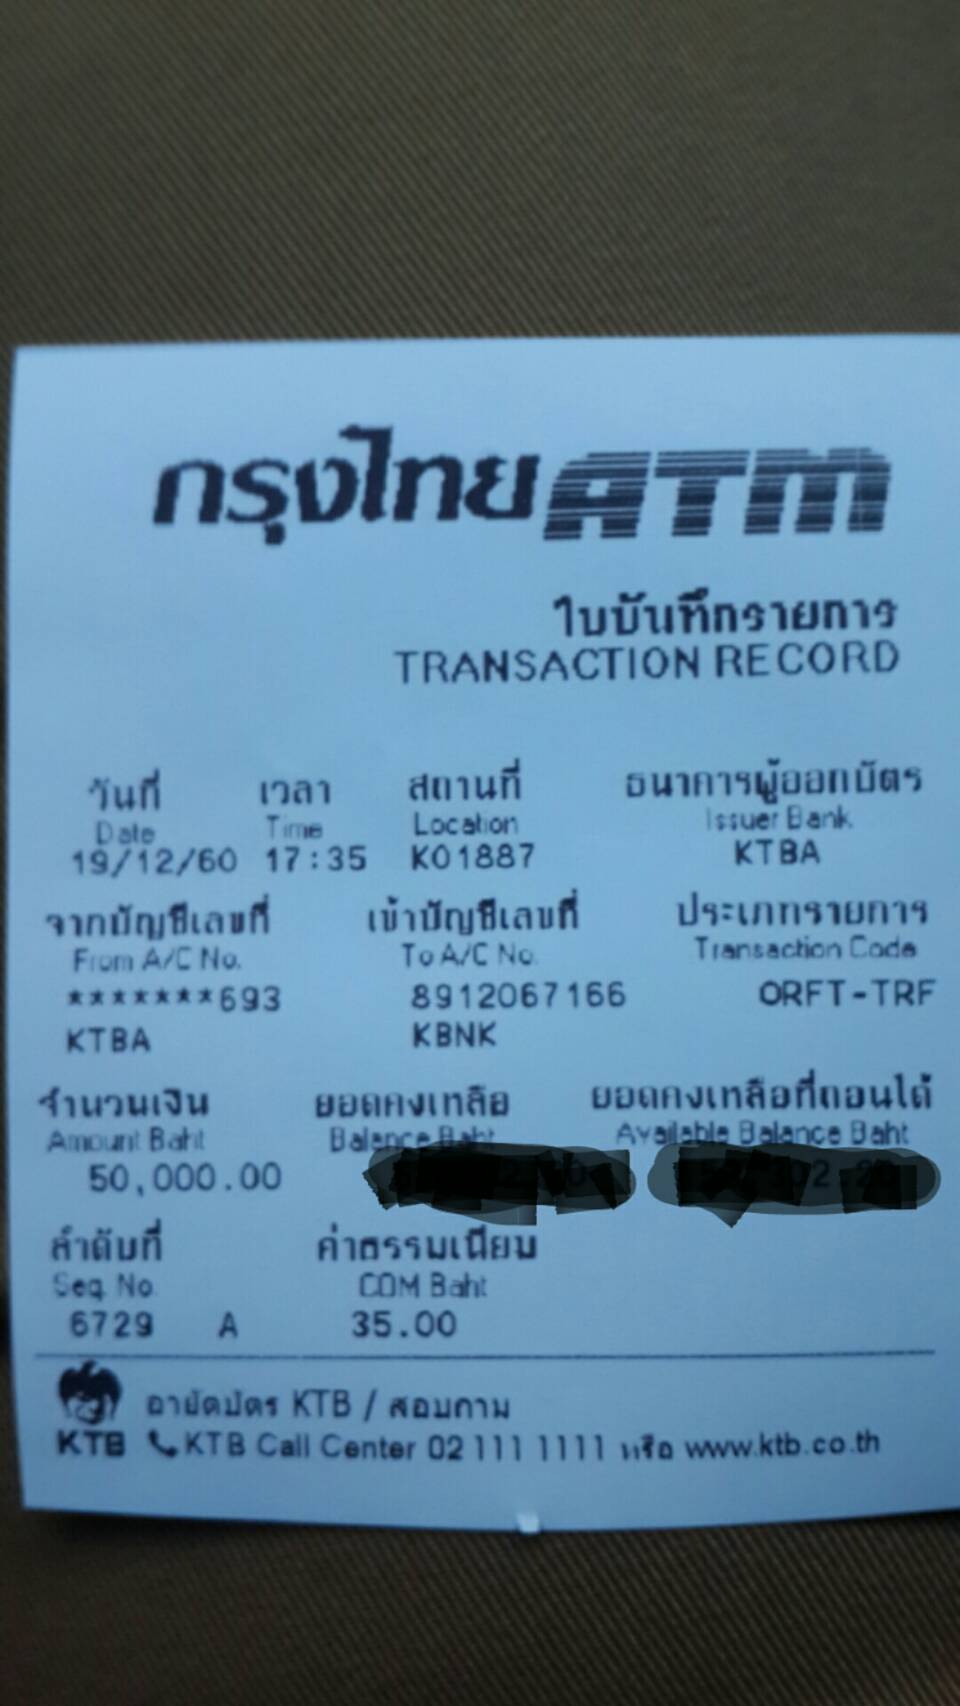 กรุงไทย ATM
ใบบันทึกรายการ
TRANSACTION RECORD
วันที่ เวลา สถานที่ ธนาคารผู้ออกบัตร
Date Time Location Issuer Bank
19/12/60 17:35 K01887 KTBA
จากบัญชีเลขที่ เข้าบัญชีเลขที่ ประเภทรายการ
From A/C No. To A/C No. Transaction Code
*******693 8912067166 ORFT-TRF
KTBA KBNK
จำนวนเงิน ยอดคงเหลือ ยอดคงเหลือที่ถอนได้
Amount Baht Balance Baht Available Balance Baht
50,000.00
ลำดับที่ ค่าธรรมเนียม
Seq. No. COM Baht
6729 A 35.00
อายัดบัตร KTB / สอบถาม
KTB KTB Call Center 02 111 1111 หรือ www.ktb.co.th